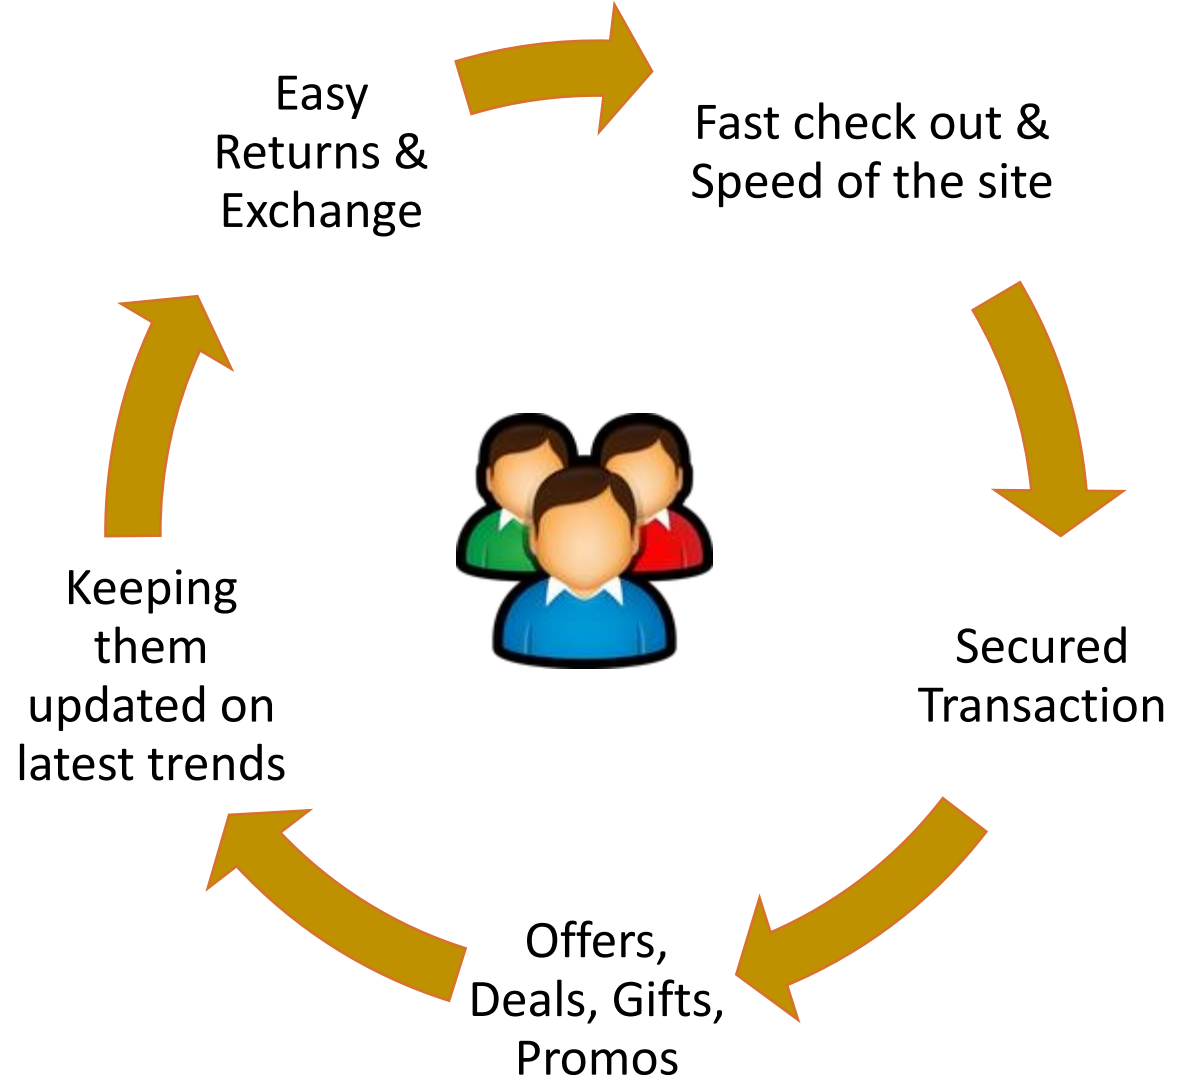 Easy
Returns &
Exchange
Fast check out &
Speed of the site
Secured
Transaction
Offers,
Deals, Gifts,
Promos
Keeping
them
updated on
latest trends